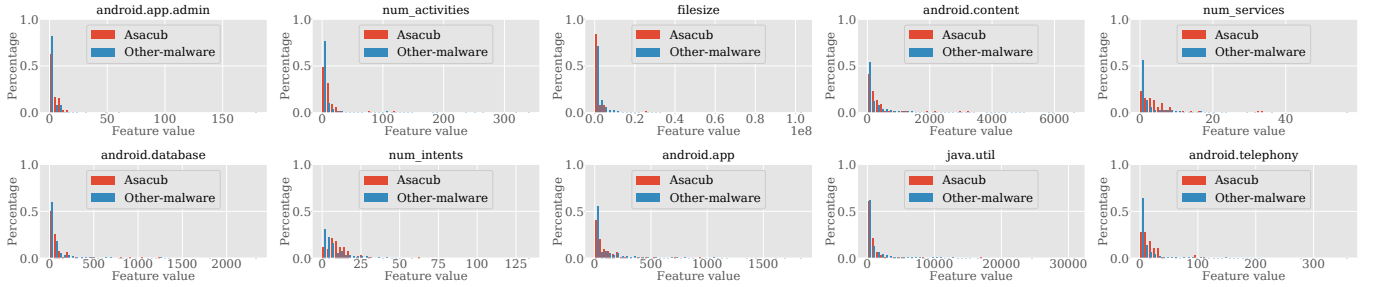 android.app.admin
1.0
Asacub
Other-malware
Percentage
0.5
0.0
0
50
100
150
Feature value
num_activities
1.0
Asacub
Other-malware
Percentage
0.5
0.0
0
100
200
300
Feature value
filesize
1.0
Asacub
Other-malware
Percentage
0.5
0.0
0.0
0.2
0.4
0.6
0.8
1.0
1e8
Feature value
android.content
1.0
Asacub
Other-malware
Percentage
0.5
0.0
0
2000
4000
6000
Feature value
num_services
1.0
Asacub
Other-malware
Percentage
0.5
0.0
0
20
40
Feature value
android.database
1.0
Asacub
Other-malware
Percentage
0.5
0.0
0
500
1000
1500
2000
Feature value
num_intents
1.0
Asacub
Other-malware
Percentage
0.5
0.0
0
25
50
75
100
125
Feature value
android.app
1.0
Asacub
Other-malware
Percentage
0.5
0.0
0
500
1000
1500
Feature value
java.util
1.0
Asacub
Other-malware
Percentage
0.5
0.0
0
10000
20000
30000
Feature value
android.telephony
1.0
Asacub
Other-malware
Percentage
0.5
0.0
0
100
200
300
Feature value